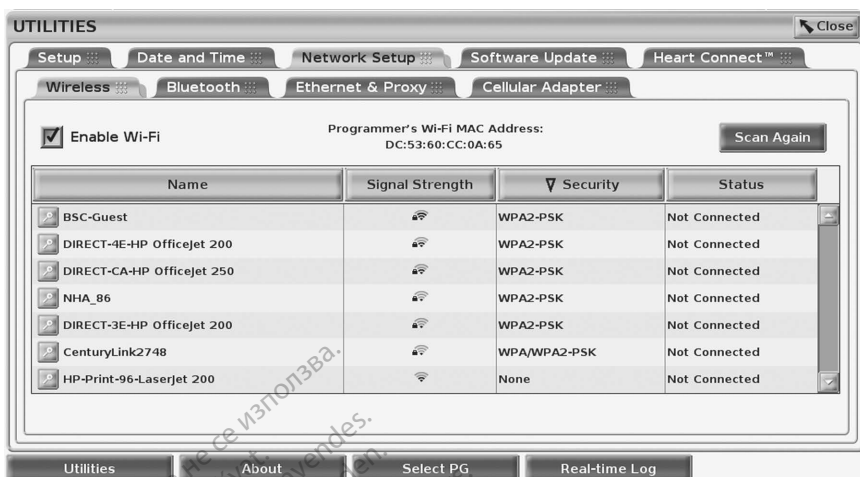 UTILITIES
Close
Setup Date and Time Network Setup Software Update Heart Connect™
Wireless Bluetooth Ethernet & Proxy Cellular Adapter
Enable Wi-Fi
Programmer's Wi-Fi MAC Address:
DC:53:60:CC:0A:65
Scan Again
Name Signal Strength Security Status
BSC-Guest WPA2-PSK Not Connected
DIRECT-4E-HP OfficeJet 200 WPA2-PSK Not Connected
DIRECT-CA-HP OfficeJet 250 WPA2-PSK Not Connected
NHA_86 WPA2-PSK Not Connected
DIRECT-3E-HP OfficeJet 200 WPA2-PSK Not Connected
CenturyLink2748 WPA/WPA2-PSK Not Connected
HP-Print-96-LaserJet 200 None Not Connected
не се използва.
Utilities About Select PG Real-time Log